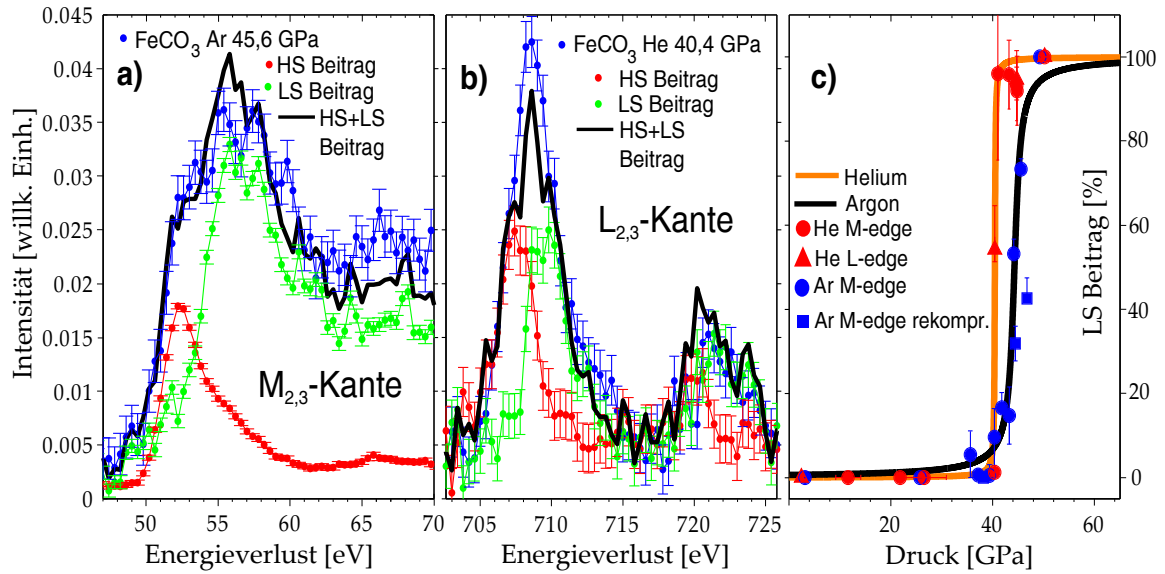 a)
FeCO3 Ar 45,6 GPa
HS Beitrag
LS Beitrag
HS+LS
Beitrag
M2,3-Kante
Intensität [willk. Einh.]
0.045
0.04
0.035
0.03
0.025
0.02
0.015
0.01
0.005
0
50
55
60
65
70
Energieverlust [eV]
b)
FeCO3 He 40,4 GPa
HS Beitrag
LS Beitrag
HS+LS
Beitrag
L2,3-Kante
705
710
715
720
725
Energieverlust [eV]
c)
Helium
Argon
He M-edge
He L-edge
Ar M-edge
Ar M-edge rekompr.
0
20
40
60
Druck [GPa]
100
80
60
40
20
0
LS Beitrag [%]